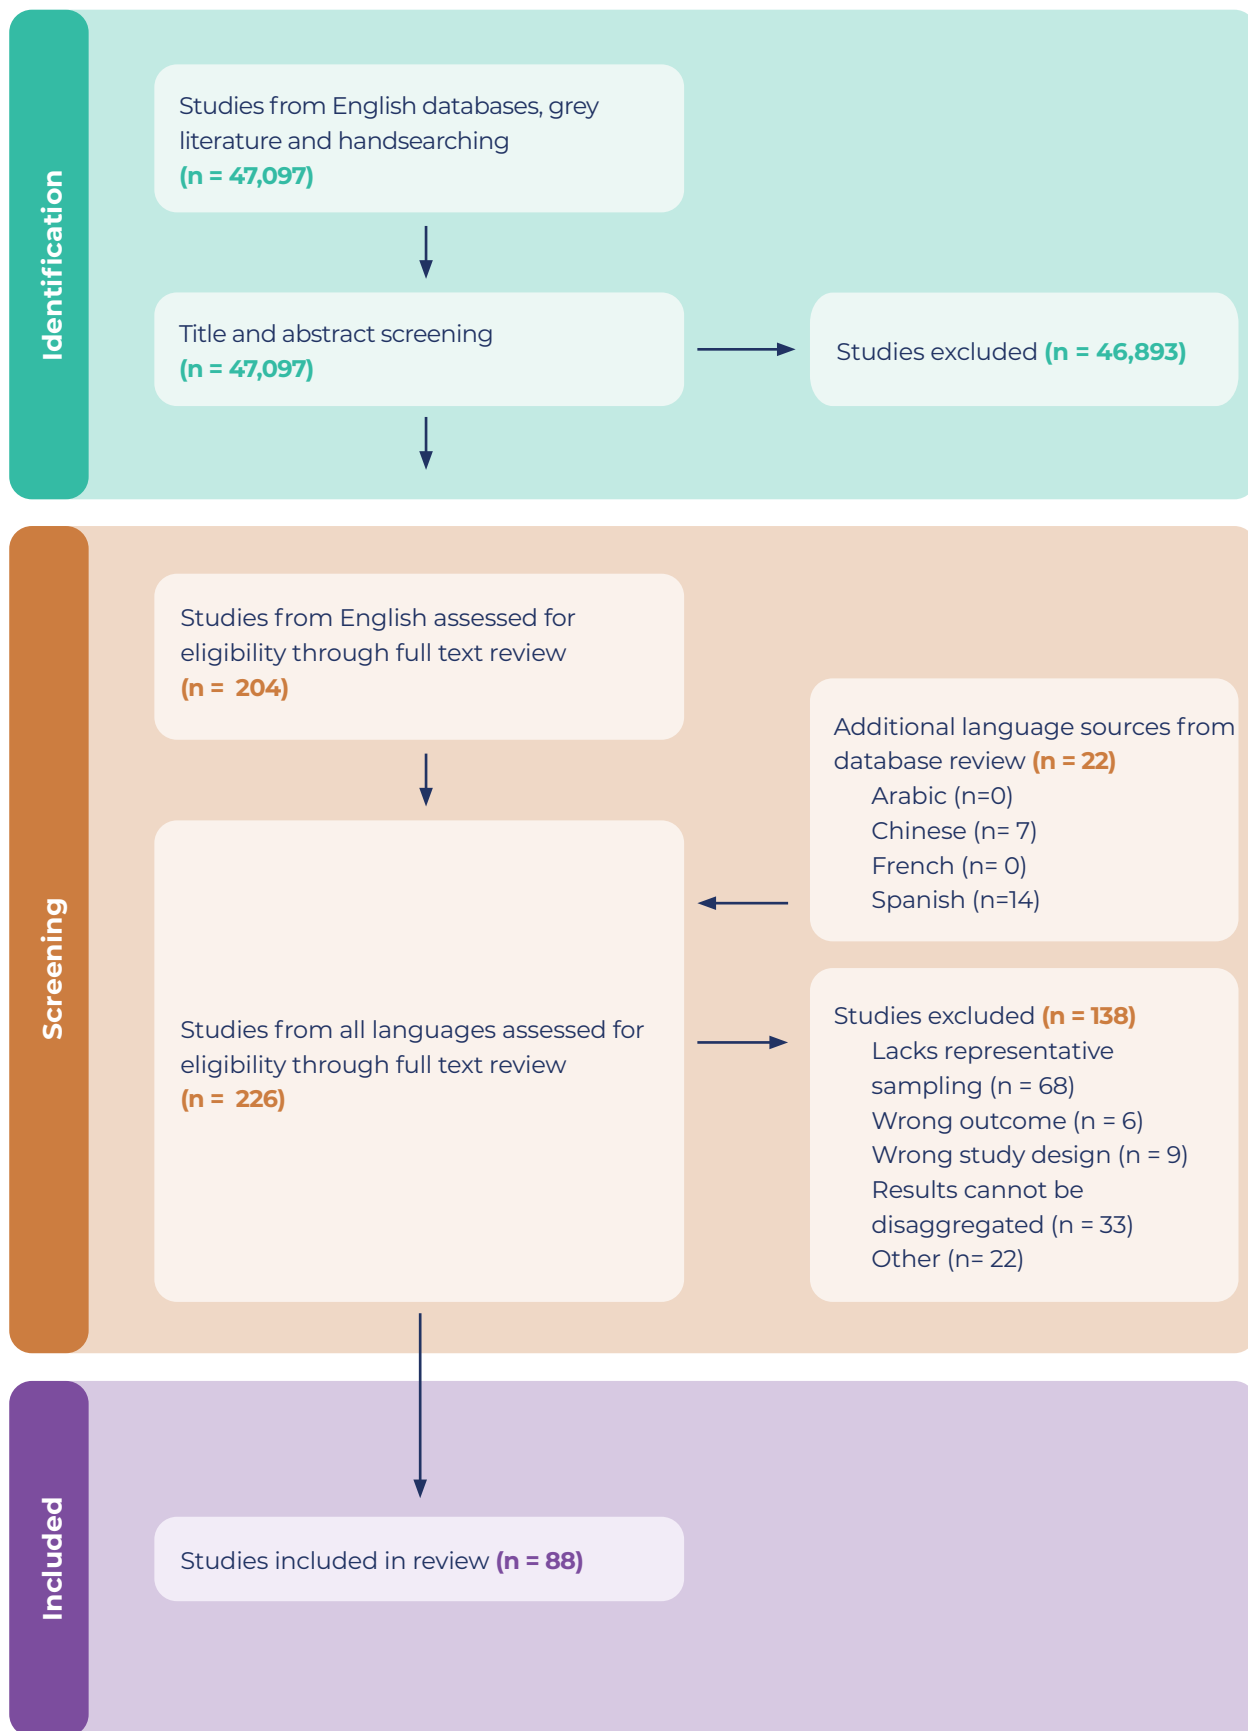 Identification
Studies from English databases, grey
literature and handsearching
(n = 47,097)
Title and abstract screening
(n = 47,097)
Studies excluded (n = 46,893)
Screening
Studies from English assessed for
eligibility through full text review
(n =  204)
Additional language sources from
database review (n = 22)
Arabic (n=0)
Chinese (n= 7)
French (n= 0)
Spanish (n=14)
Studies from all languages assessed for
eligibility through full text review
(n =  226)
Studies excluded (n = 138)
Lacks representative
sampling (n = 68)
Wrong outcome (n = 6)
Wrong study design (n = 9)
Results cannot be
disaggregated (n = 33)
Other (n= 22)
Included
Studies included in review (n = 88)